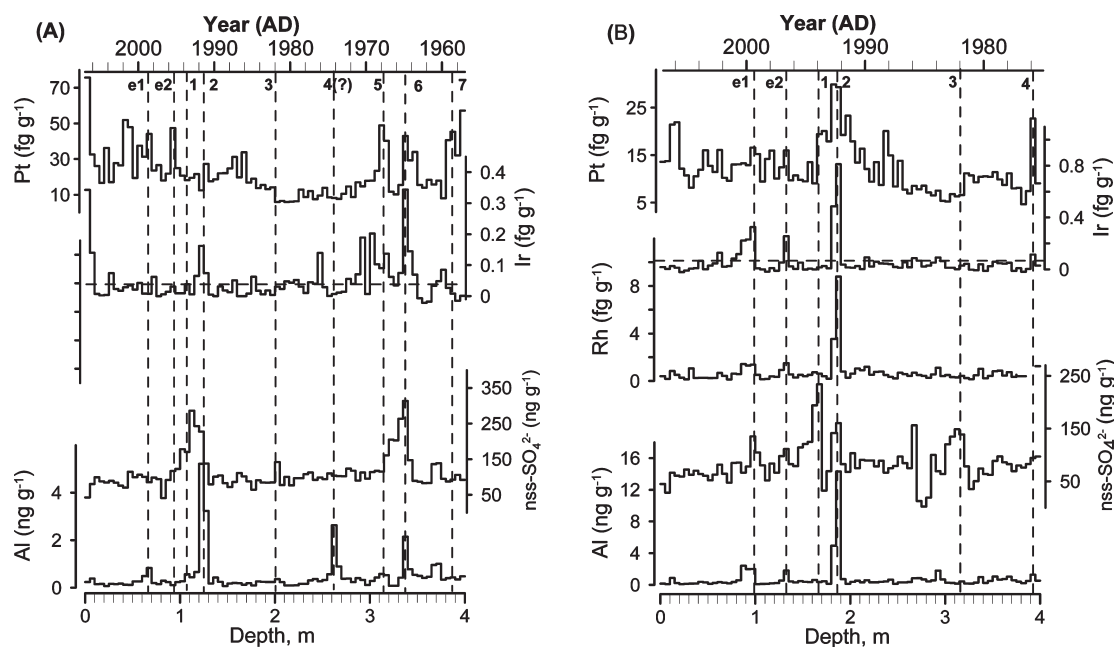 (A)
Year (AD)
2000 1990 1980 1970 1960
e1 e2 1 2 3 4(?) 5 6 7
Pt (fg g⁻¹)
70
50
30
10
Ir (fg g⁻¹)
0.4
0.3
0.2
0.1
0
nss-SO₄²⁻ (ng g⁻¹)
350
250
150
50
Al (ng g⁻¹)
4
2
0
0 1 2 3 4
Depth, m
(B)
Year (AD)
2000 1990 1980
e1 e2 1 2 3 4
Pt (fg g⁻¹)
25
15
5
Ir (fg g⁻¹)
0.8
0.4
0
Rh (fg g⁻¹)
8
4
0
nss-SO₄²⁻ (ng g⁻¹)
250
150
50
Al (ng g⁻¹)
16
12
8
4
0
0 1 2 3 4
Depth, m